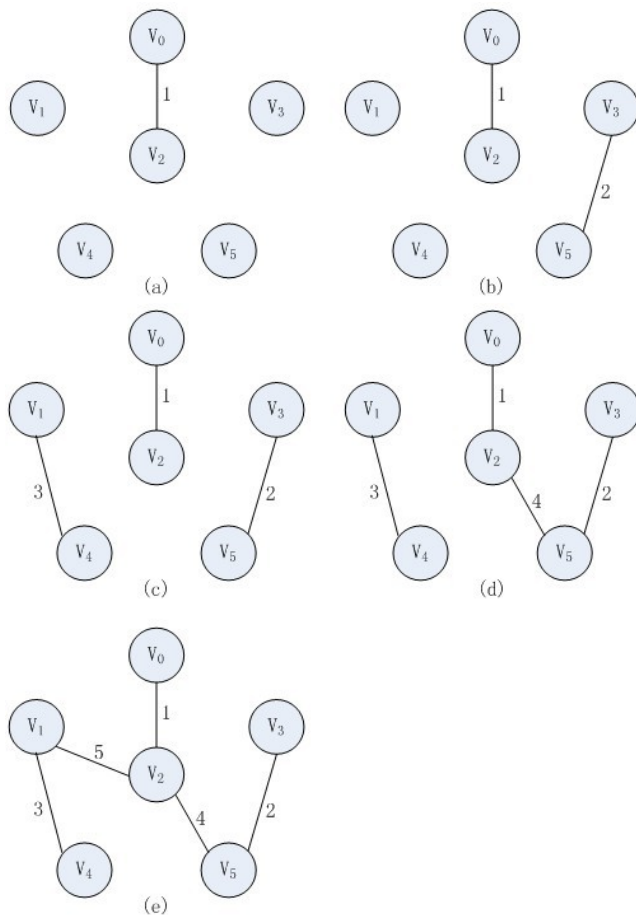 V0 V0
1 1
V1 V3 V1 V3
V2 V2
2
V4 V5 V4 V5
(a) (b)
V0 V0
1 1
V1 V3 V1 V3
V2 V2
3 2 3 4 2
V4 V5 V4 V5
(c) (d)
V0
1
V1 V3
5
V2
3 4 2
V4 V5
(e)